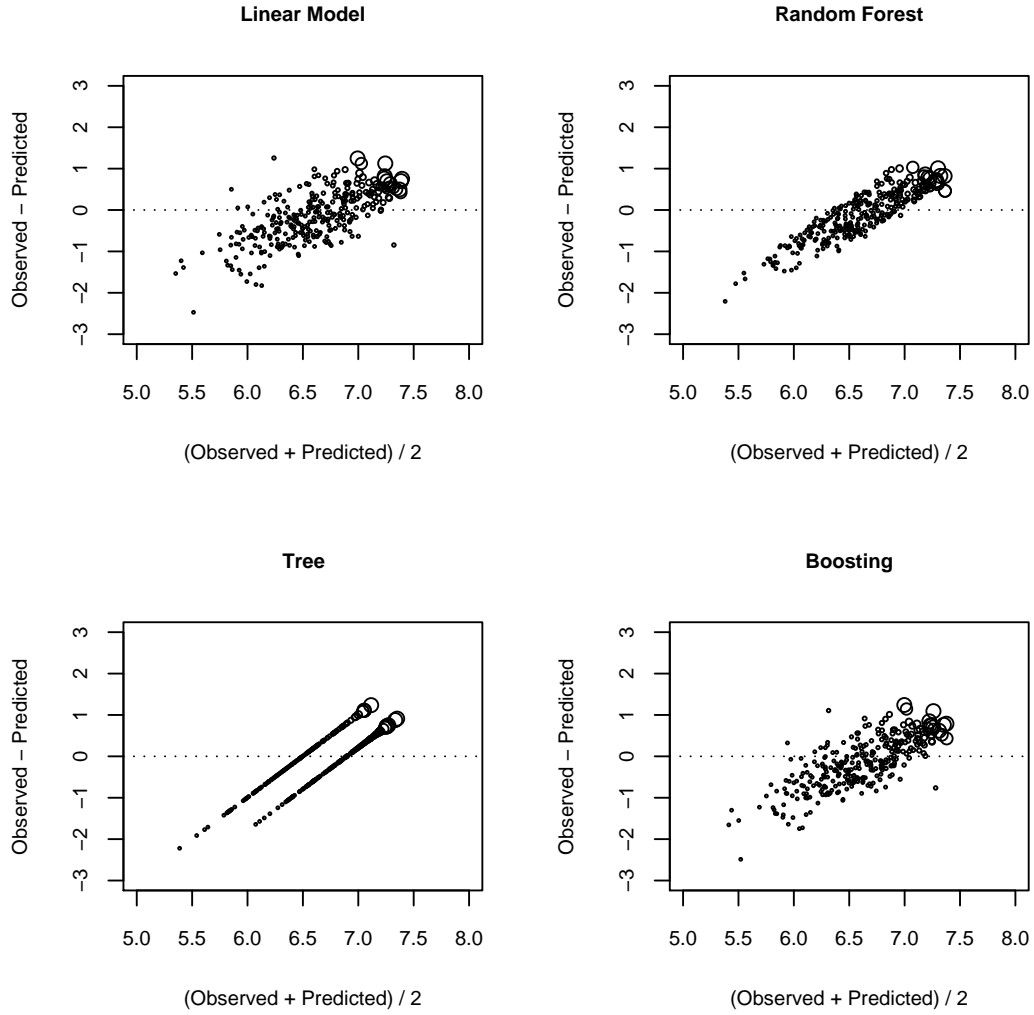 Linear Model
Observed − Predicted
3
2
1
0
−1
−2
−3
5.0 5.5 6.0 6.5 7.0 7.5 8.0
(Observed + Predicted) / 2
Random Forest
Observed − Predicted
3
2
1
0
−1
−2
−3
5.0 5.5 6.0 6.5 7.0 7.5 8.0
(Observed + Predicted) / 2
Tree
Observed − Predicted
3
2
1
0
−1
−2
−3
5.0 5.5 6.0 6.5 7.0 7.5 8.0
(Observed + Predicted) / 2
Boosting
Observed − Predicted
3
2
1
0
−1
−2
−3
5.0 5.5 6.0 6.5 7.0 7.5 8.0
(Observed + Predicted) / 2